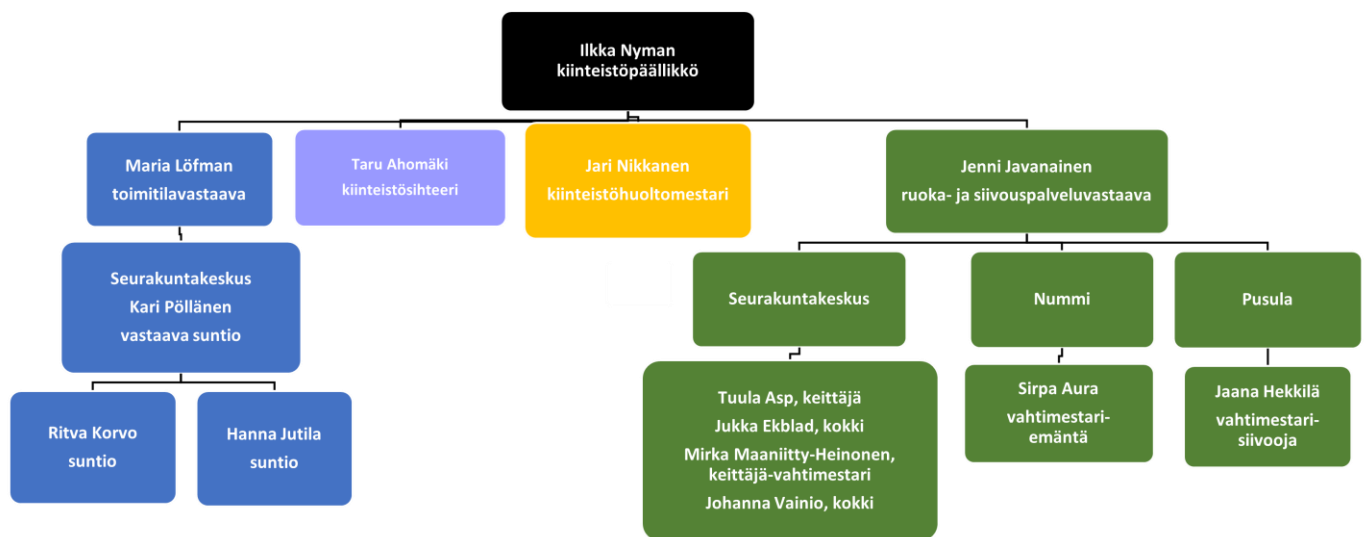 Ilkka Nyman
kiinteistöpäällikkö
Maria Löfman
toimitilavastaava
Taru Ahomäki
kiinteistösihteeri
Jari Nikkanen
kiinteistöhuoltomestari
Jenni Javanainen
ruoka- ja siivouspalveluvastaava
Seurakuntakeskus
Kari Pöllänen
vastaava suntio
Seurakuntakeskus
Nummi
Pusula
Ritva Korvo
suntio
Hanna Jutila
suntio
Tuula Asp, keittäjä
Jukka Ekblad, kokki
Mirka Maaniitty-Heinonen,
keittäjä-vahtimestari
Johanna Vainio, kokki
Sirpa Aura
vahtimestari-
emäntä
Jaana Hekkilä
vahtimestari-
siivooja